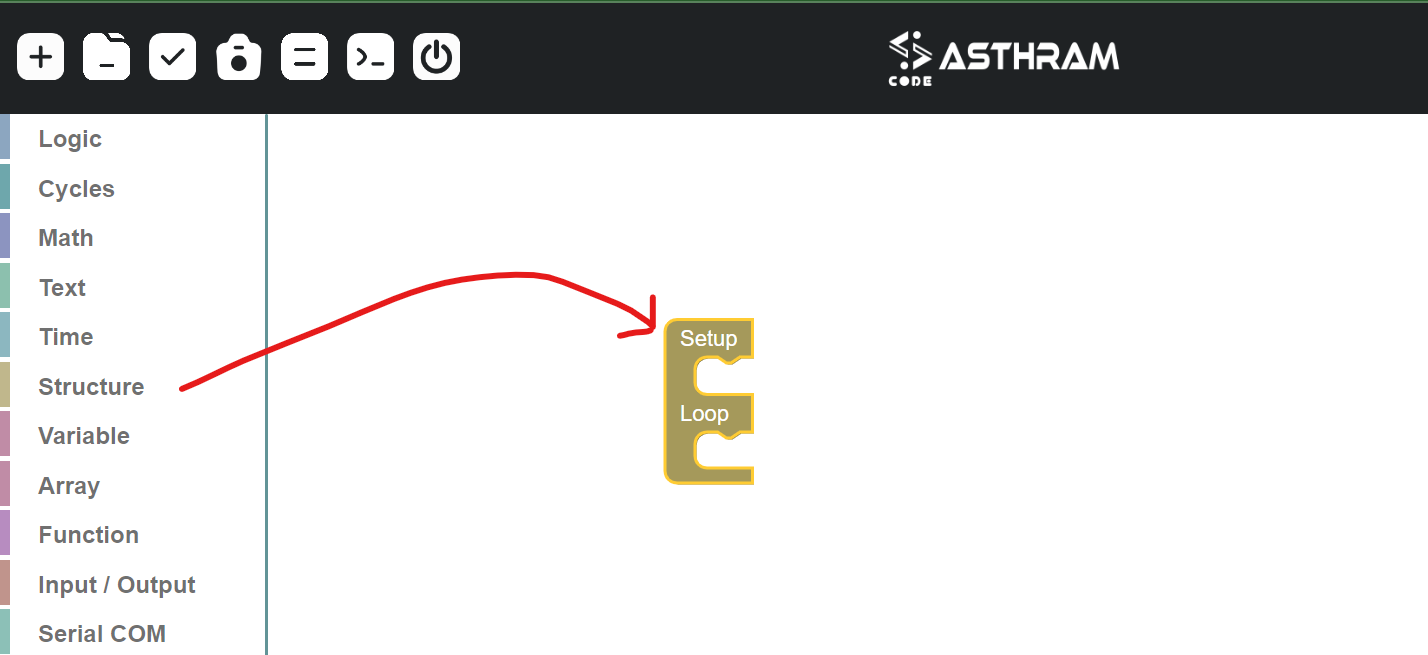 ASTHRAM
CODE
Logic
Cycles
Math
Text
Time
Structure
Variable
Array
Function
Input / Output
Serial COM
Setup
Loop